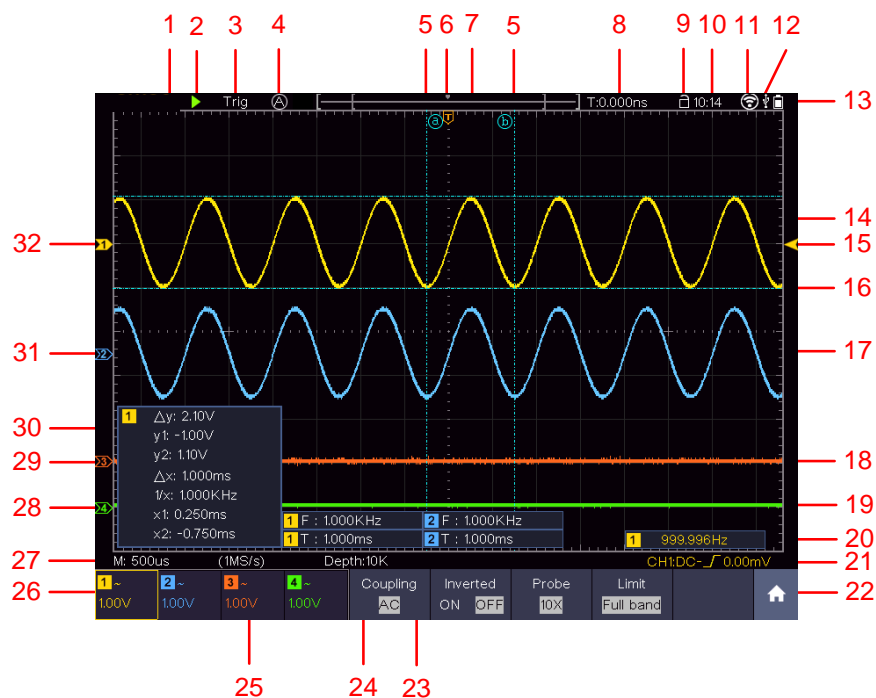 1 2 3 4 5 6 7 5 8 9 10 11 12
Trig A T:0.000ns 10:14
13
a T b
14
32 1 15
16
31 2 17
1 △y: 2.10V
y1: -1.00V
30
y2: 1.10V
29 3 18
△x: 1.000ms
1/x: 1.000KHz
28 4 19
x1: 0.250ms
x2: -0.750ms
1 F : 1.000KHz 2 F : 1.000KHz
1 T : 1.000ms 2 T : 1.000ms
1 999.996Hz 20
27 M: 500us (1MS/s) Depth:10K CH1:DC- 0.00mV 21
26 1 ~ 2 ~ 3 ~ 4 ~ Coupling Inverted Probe Limit 22
1.00V 1.00V 1.00V 1.00V AC ON OFF 10X Full band
25 24 23